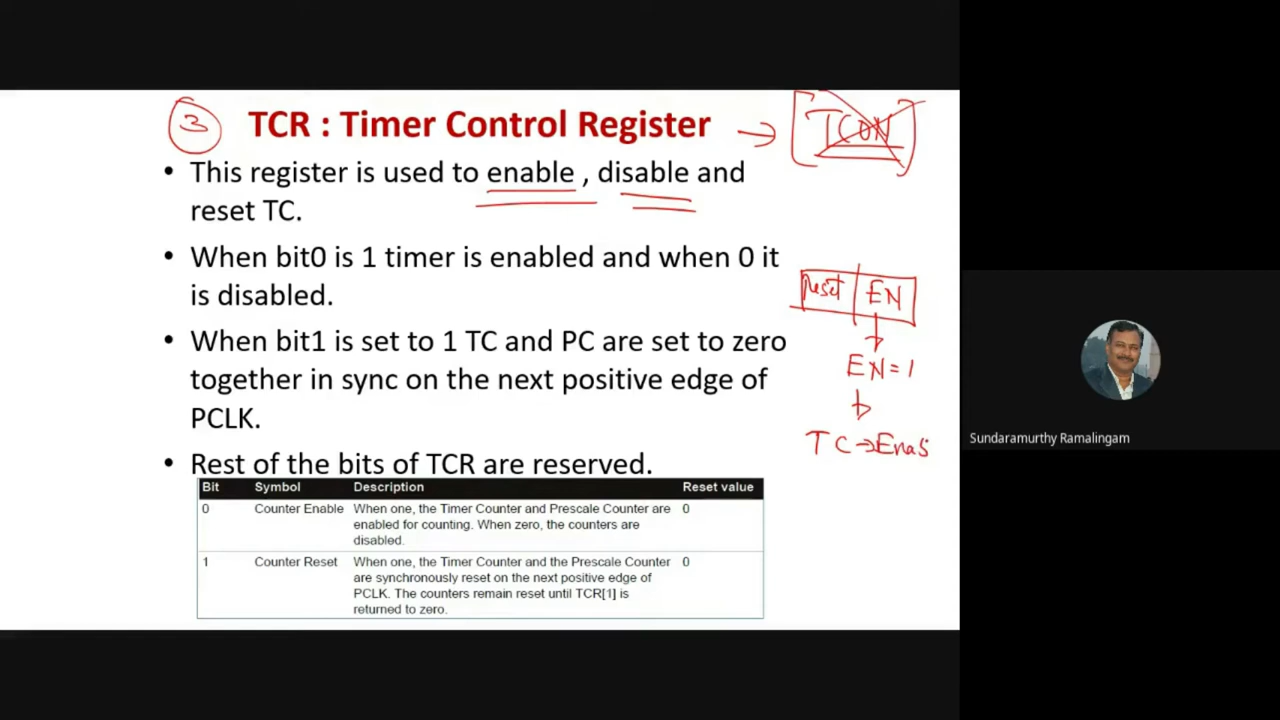 3
TCR : Timer Control Register
TCON
• This register is used to enable , disable and
reset TC.
• When bit0 is 1 timer is enabled and when 0 it
is disabled.
Reset EN
• When bit1 is set to 1 TC and PC are set to zero
together in sync on the next positive edge of
PCLK.
EN=1
TC→Enab
• Rest of the bits of TCR are reserved.
Bit Symbol Description Reset value
0 Counter Enable When one, the Timer Counter and Prescale Counter are 0
enabled for counting. When zero, the counters are
disabled.
1 Counter Reset When one, the Timer Counter and the Prescale Counter 0
are synchronously reset on the next positive edge of
PCLK. The counters remain reset until TCR[1] is
returned to zero.
Sundaramurthy Ramalingam